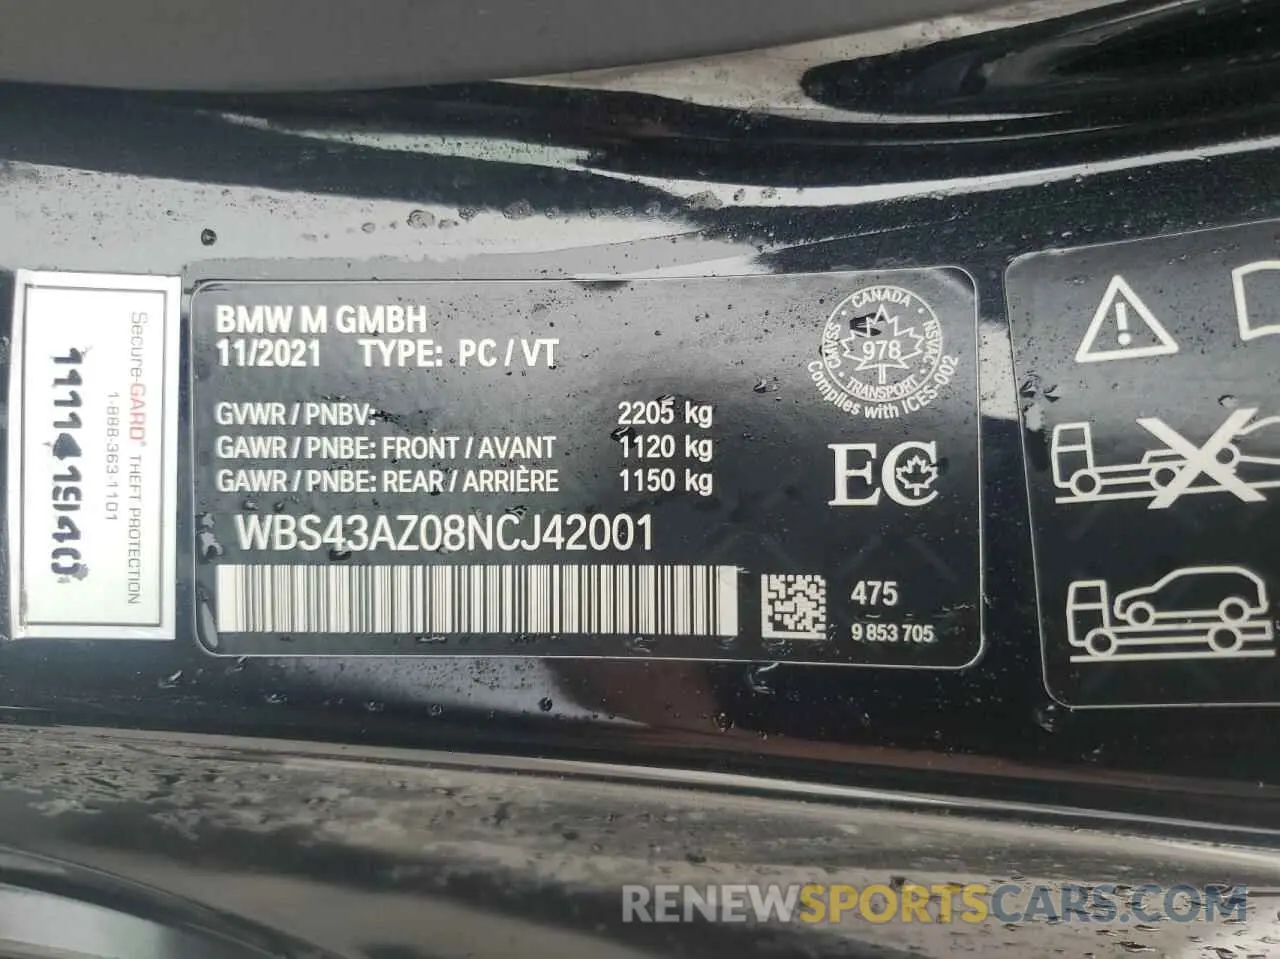 BMW M GMBH
11/2021 TYPE: PC / VT
GVWR / PNBV: 2205 kg
GAWR / PNBE: FRONT / AVANT 1120 kg
GAWR / PNBE: REAR / ARRIÈRE 1150 kg
WBS43AZ08NCJ42001
CANADA
CMVSS
NSVAC
978
TRANSPORT
Complies with ICES-002
EC
475
9 853 705
Secure-GARD® THEFT PROTECTION
1-888-363-1101
RENEWSPORTSCARS.COM